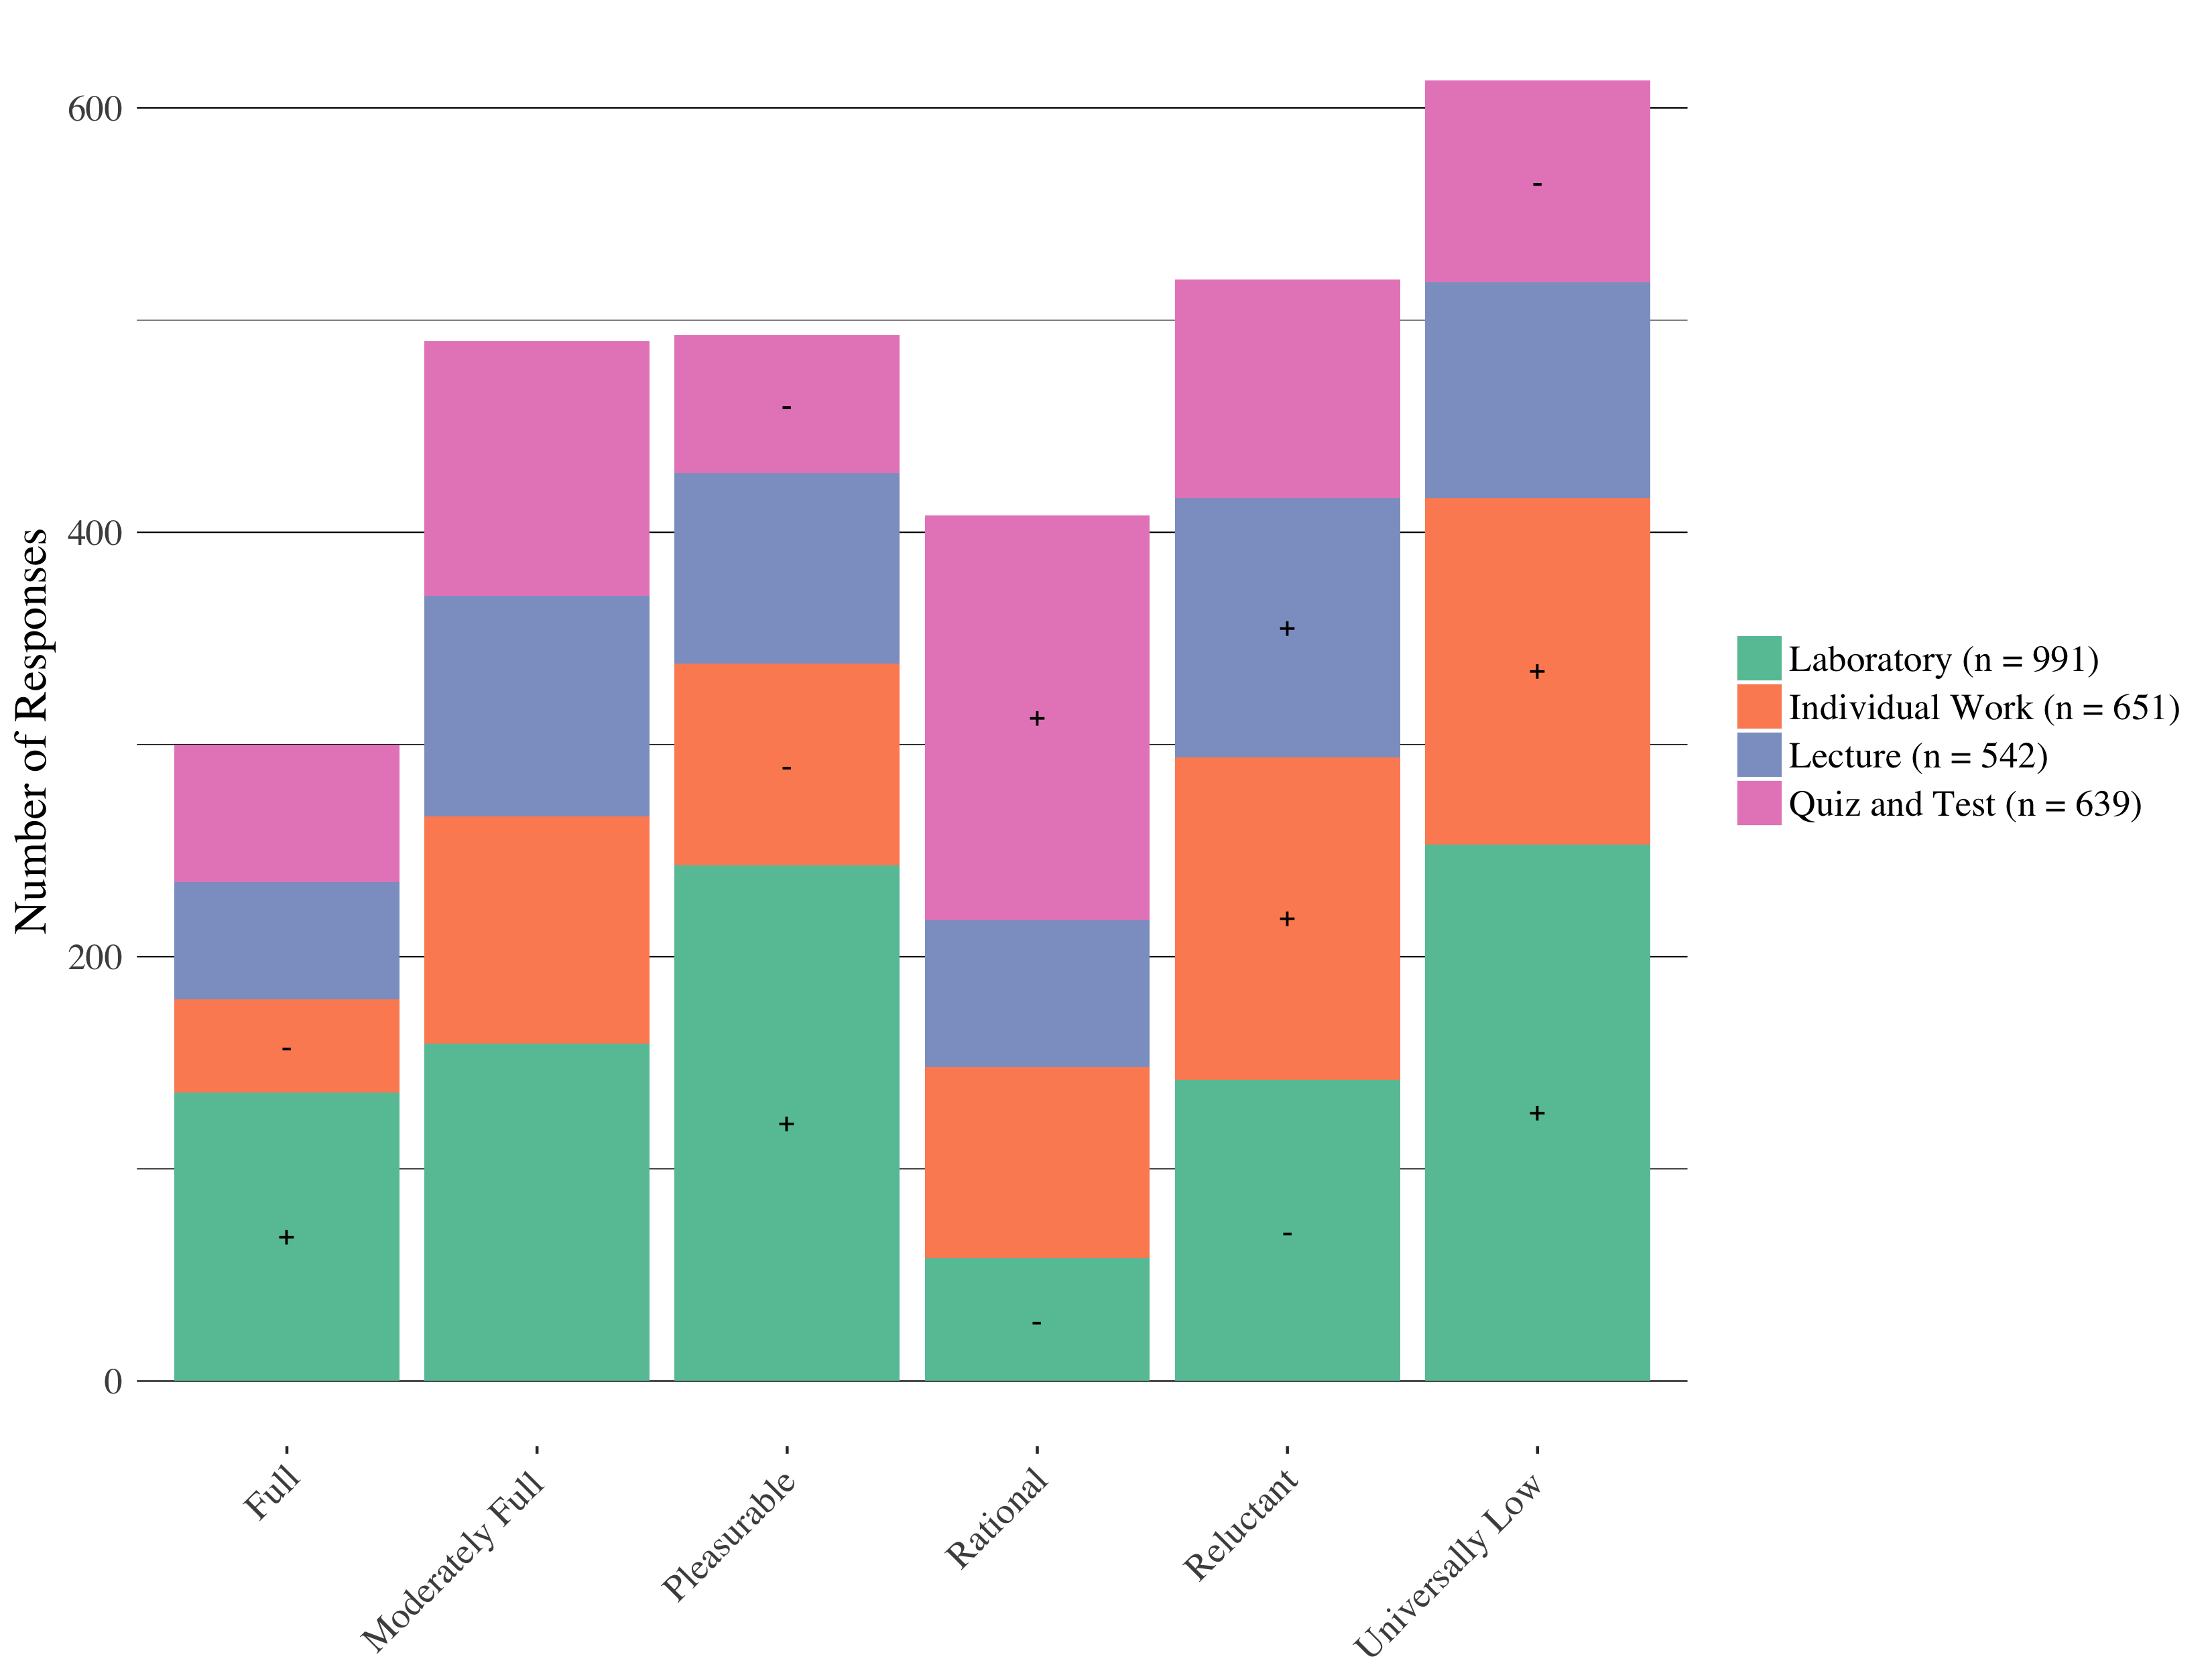 Number of Responses
600
400
200
0
-
-
+
+
+
-
-
+
+
+
-
-
+
-
Full
Moderately Full
Pleasurable
Rational
Reluctant
Universally Low
Laboratory (n = 991)
Individual Work (n = 651)
Lecture (n = 542)
Quiz and Test (n = 639)